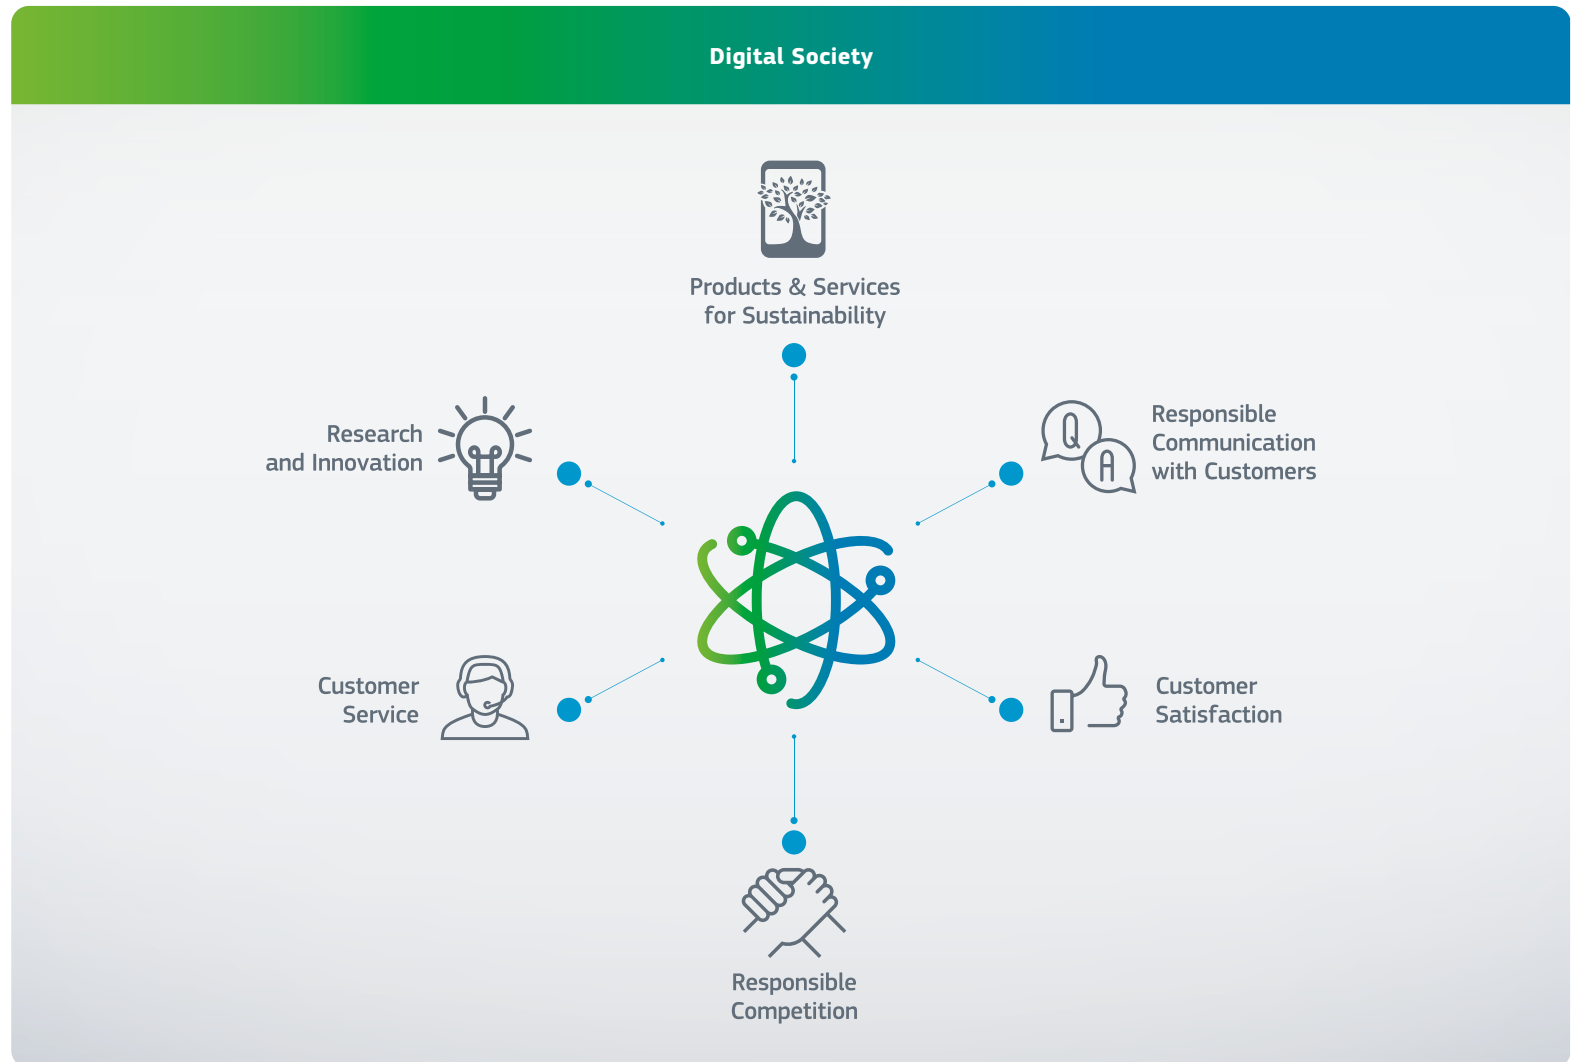 Digital Society
Products & Services
for Sustainability
Research
and Innovation
Q
A
Responsible
Communication
with Customers
Customer
Service
Customer
Satisfaction
Responsible
Competition